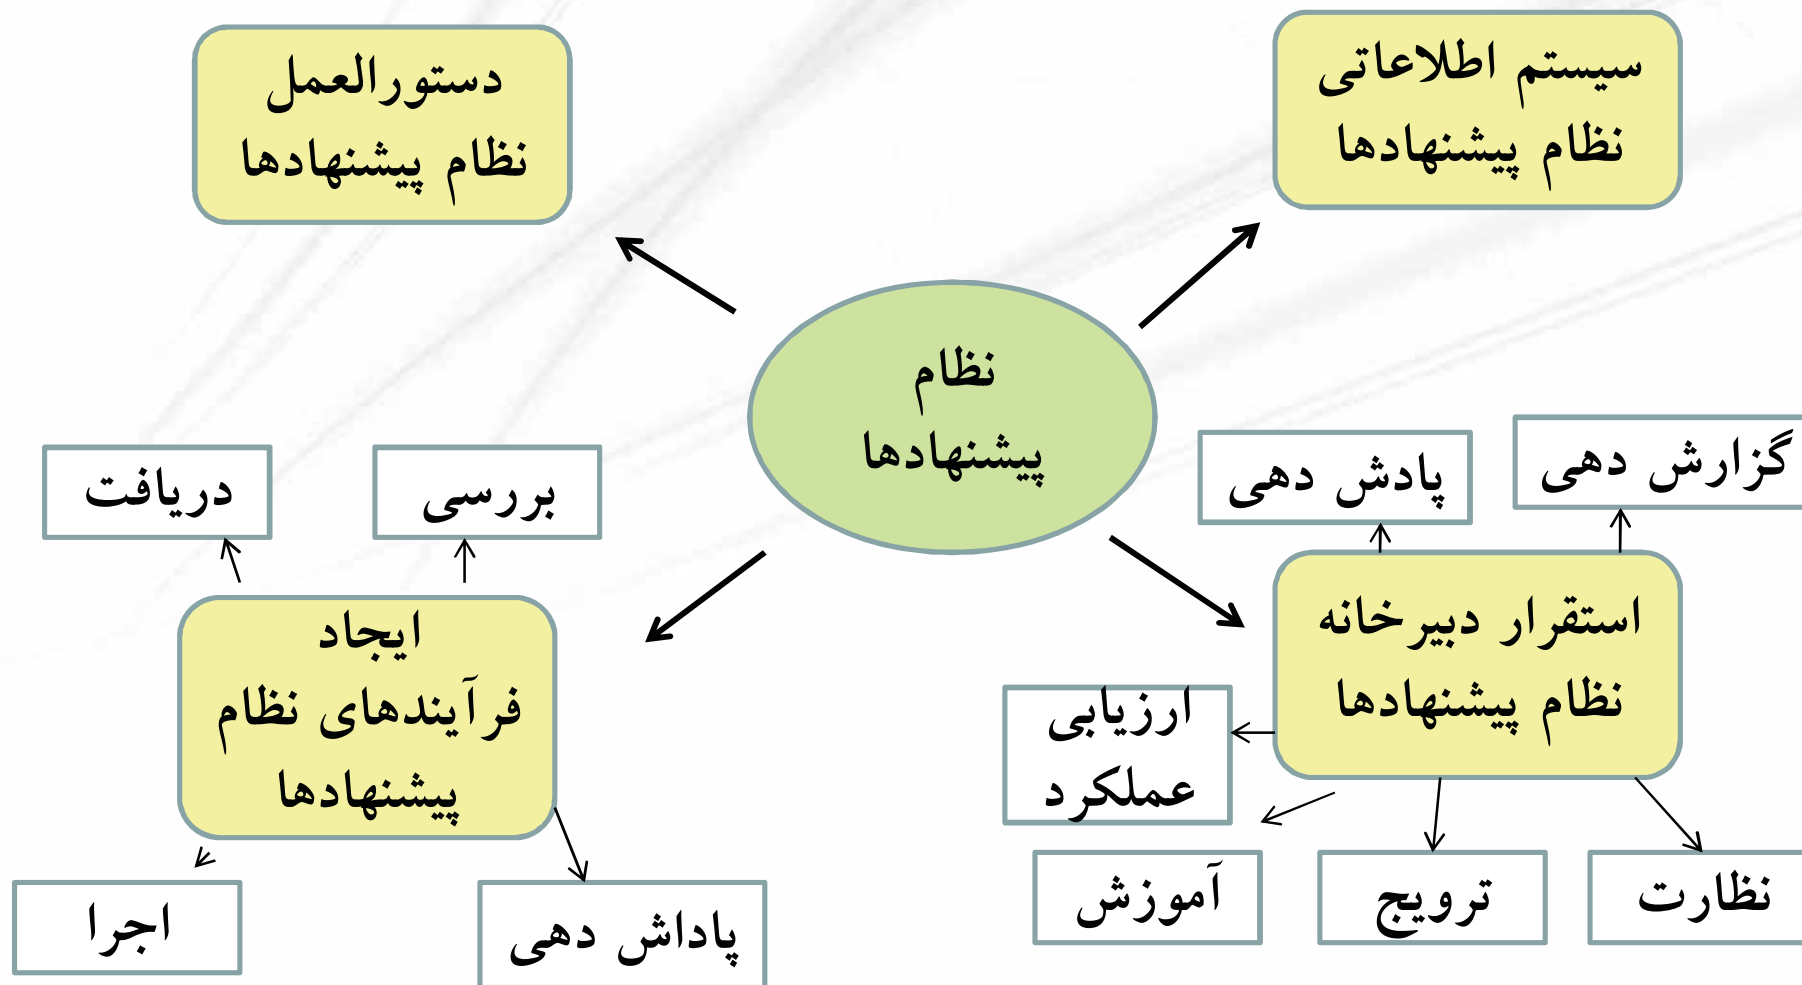 سیستم اطلاعاتی
نظام پیشنهادها
دستورالعمل
نظام پیشنهادها
نظام
پیشنهادها
گزارش دهی
پادش دهی
بررسی
دریافت
استقرار دبیرخانه
نظام پیشنهادها
ایجاد
فرآیندهای نظام
پیشنهادها
ارزیابی
عملکرد
نظارت
ترویج
آموزش
پاداش دهی
اجرا